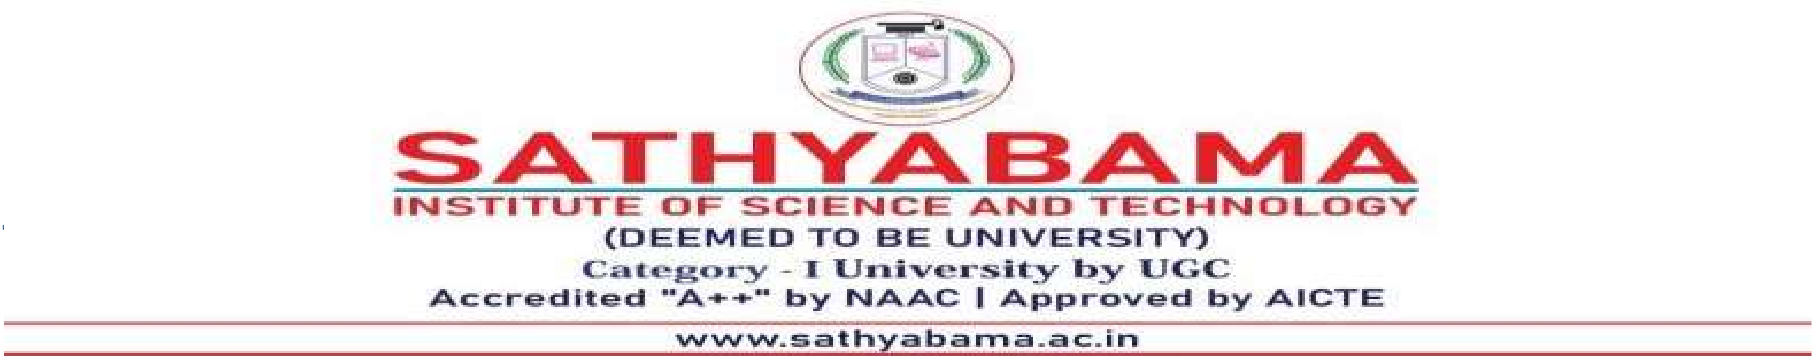 SATHYABAMA
INSTITUTE OF SCIENCE AND TECHNOLOGY
(DEEMED TO BE UNIVERSITY)
Category - I University by UGC
Accredited "A++" by NAAC | Approved by AICTE
www.sathyabama.ac.in